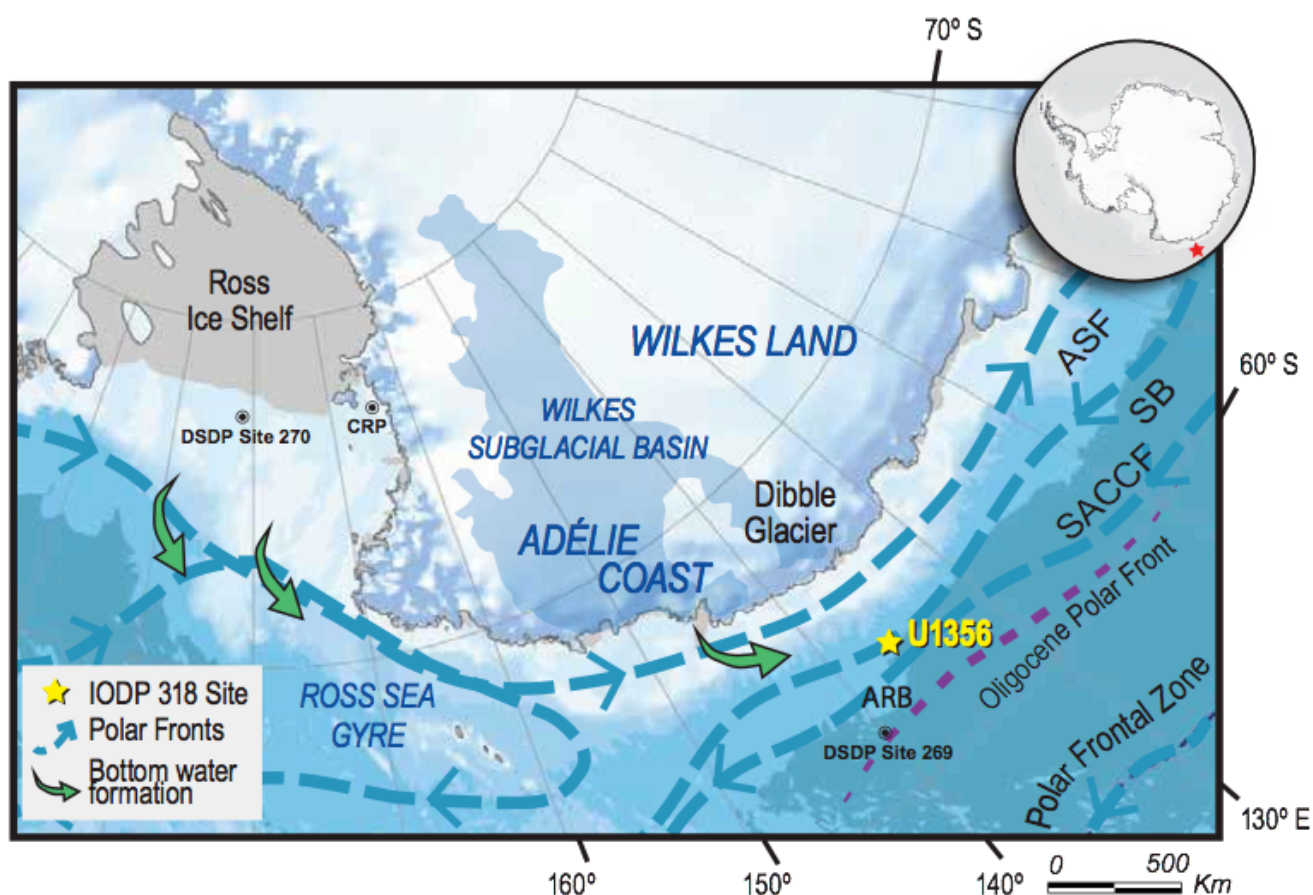 70º S
Ross
Ice Shelf
WILKES LAND
ASF
60º S
SB
DSDP Site 270
CRP
WILKES
SUBGLACIAL BASIN
SACCF
Dibble
Glacier
ADÉLIE
COAST
U1356
Oligocene Polar Front
IODP 318 Site
Polar Fronts
Bottom water
formation
ROSS SEA
GYRE
ARB
DSDP Site 269
Polar Frontal Zone
130º E
160º
150º
140º
0 500
Km